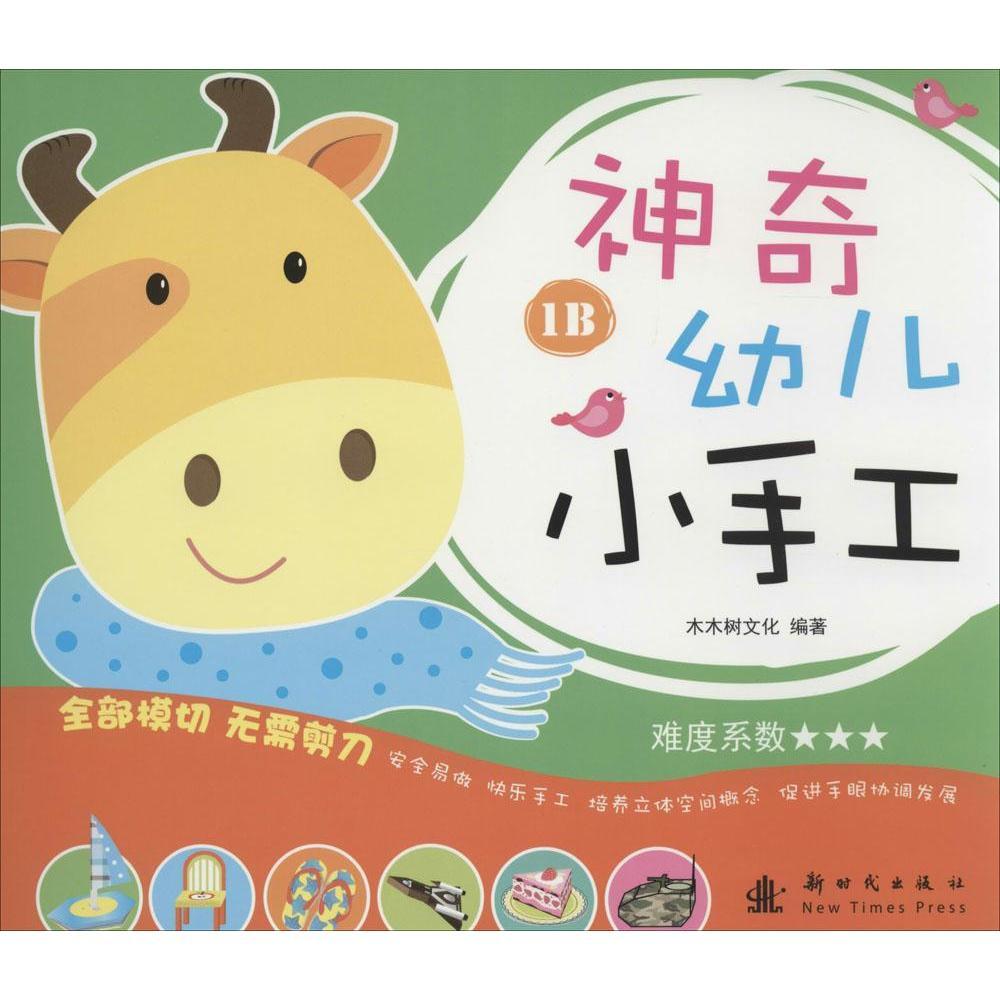 神奇
1B
幼儿
小手工
木木树文化 编著
难度系数★★★
全部模切 无需剪刀
安全易做 快乐手工 培养立体空间概念 促进手眼协调发展
新时代出版社
New Times Press